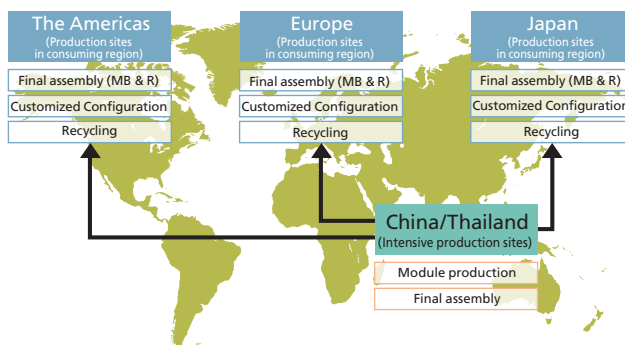 The Americas
(Production sites
in consuming region)
Final assembly (MB & R)
Customized Configuration
Recycling
Europe
(Production sites
in consuming region)
Final assembly (MB & R)
Customized Configuration
Recycling
Japan
(Production sites
in consuming region)
Final assembly (MB & R)
Customized Configuration
Recycling
China/Thailand
(Intensive production sites)
Module production
Final assembly